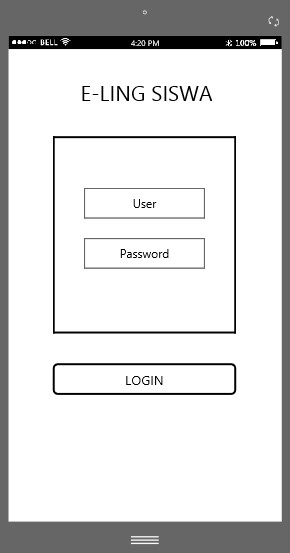 BELL 4:20 PM 100%
E-LING SISWA
User
Password
LOGIN